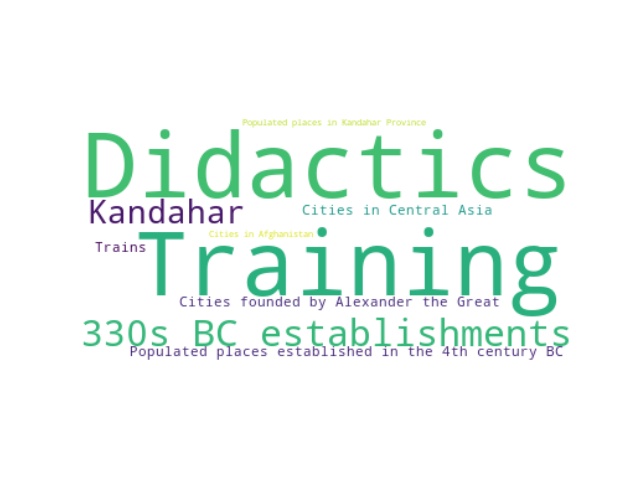 Populated places in Kandahar Province
Didactics
Kandahar
Cities in Central Asia
Cities in Afghanistan
Trains
Training
Cities founded by Alexander the Great
330s BC establishments
Populated places established in the 4th century BC